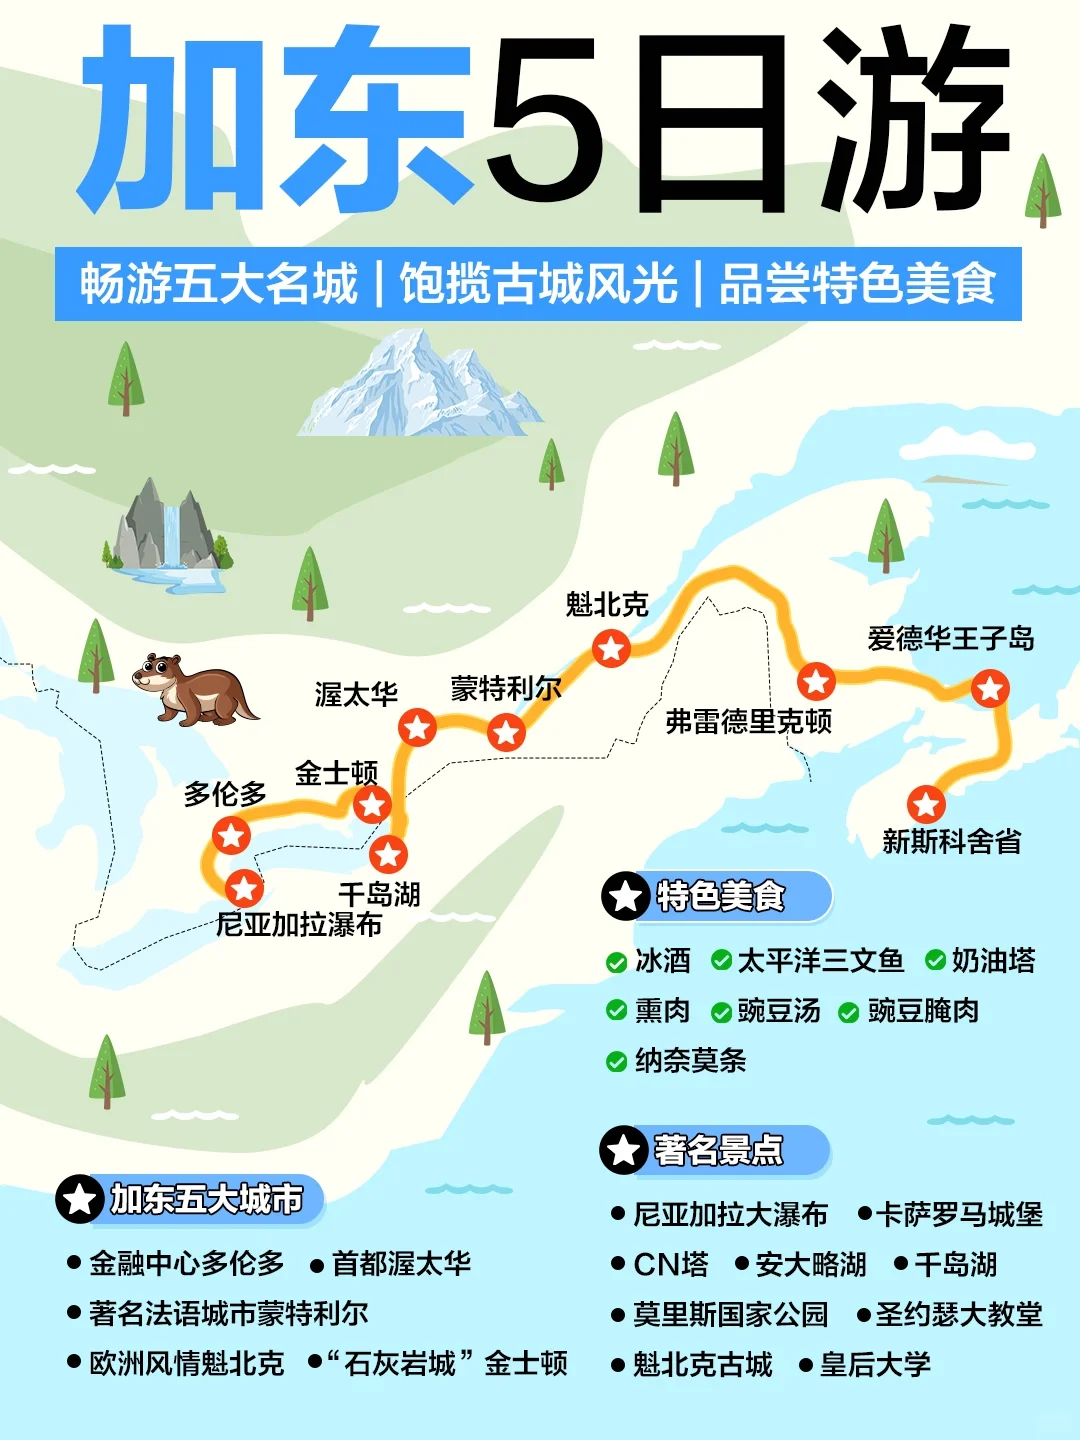 加东5日游
畅游五大名城 | 饱揽古城风光 | 品尝特色美食
魁北克
爱德华王子岛
渥太华
蒙特利尔
弗雷德里克顿
金士顿
多伦多
新斯科舍省
千岛湖
尼亚加拉瀑布
特色美食
冰酒 太平洋三文鱼 奶油塔
熏肉 豌豆汤 豌豆腌肉
纳奈莫条
著名景点
•尼亚加拉大瀑布 •卡萨罗马城堡
•CN塔 •安大略湖 •千岛湖
•莫里斯国家公园 •圣约瑟大教堂
•魁北克古城 •皇后大学
加东五大城市
•金融中心多伦多 •首都渥太华
•著名法语城市蒙特利尔
•欧洲风情魁北克 •“石灰岩城”金士顿